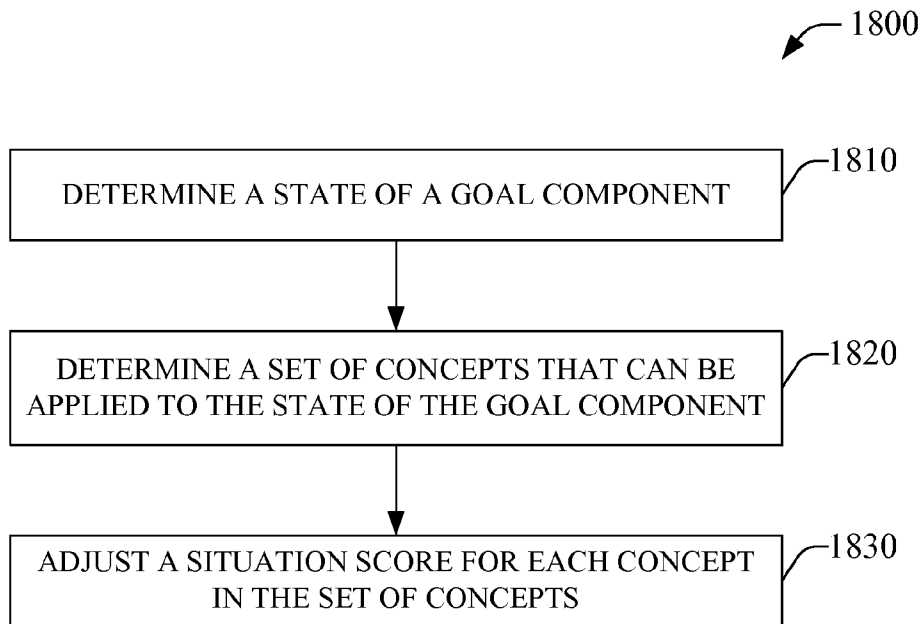 1800
1810
DETERMINE A STATE OF A GOAL COMPONENT
1820
DETERMINE A SET OF CONCEPTS THAT CAN BE
APPLIED TO THE STATE OF THE GOAL COMPONENT
1830
ADJUST A SITUATION SCORE FOR EACH CONCEPT
IN THE SET OF CONCEPTS